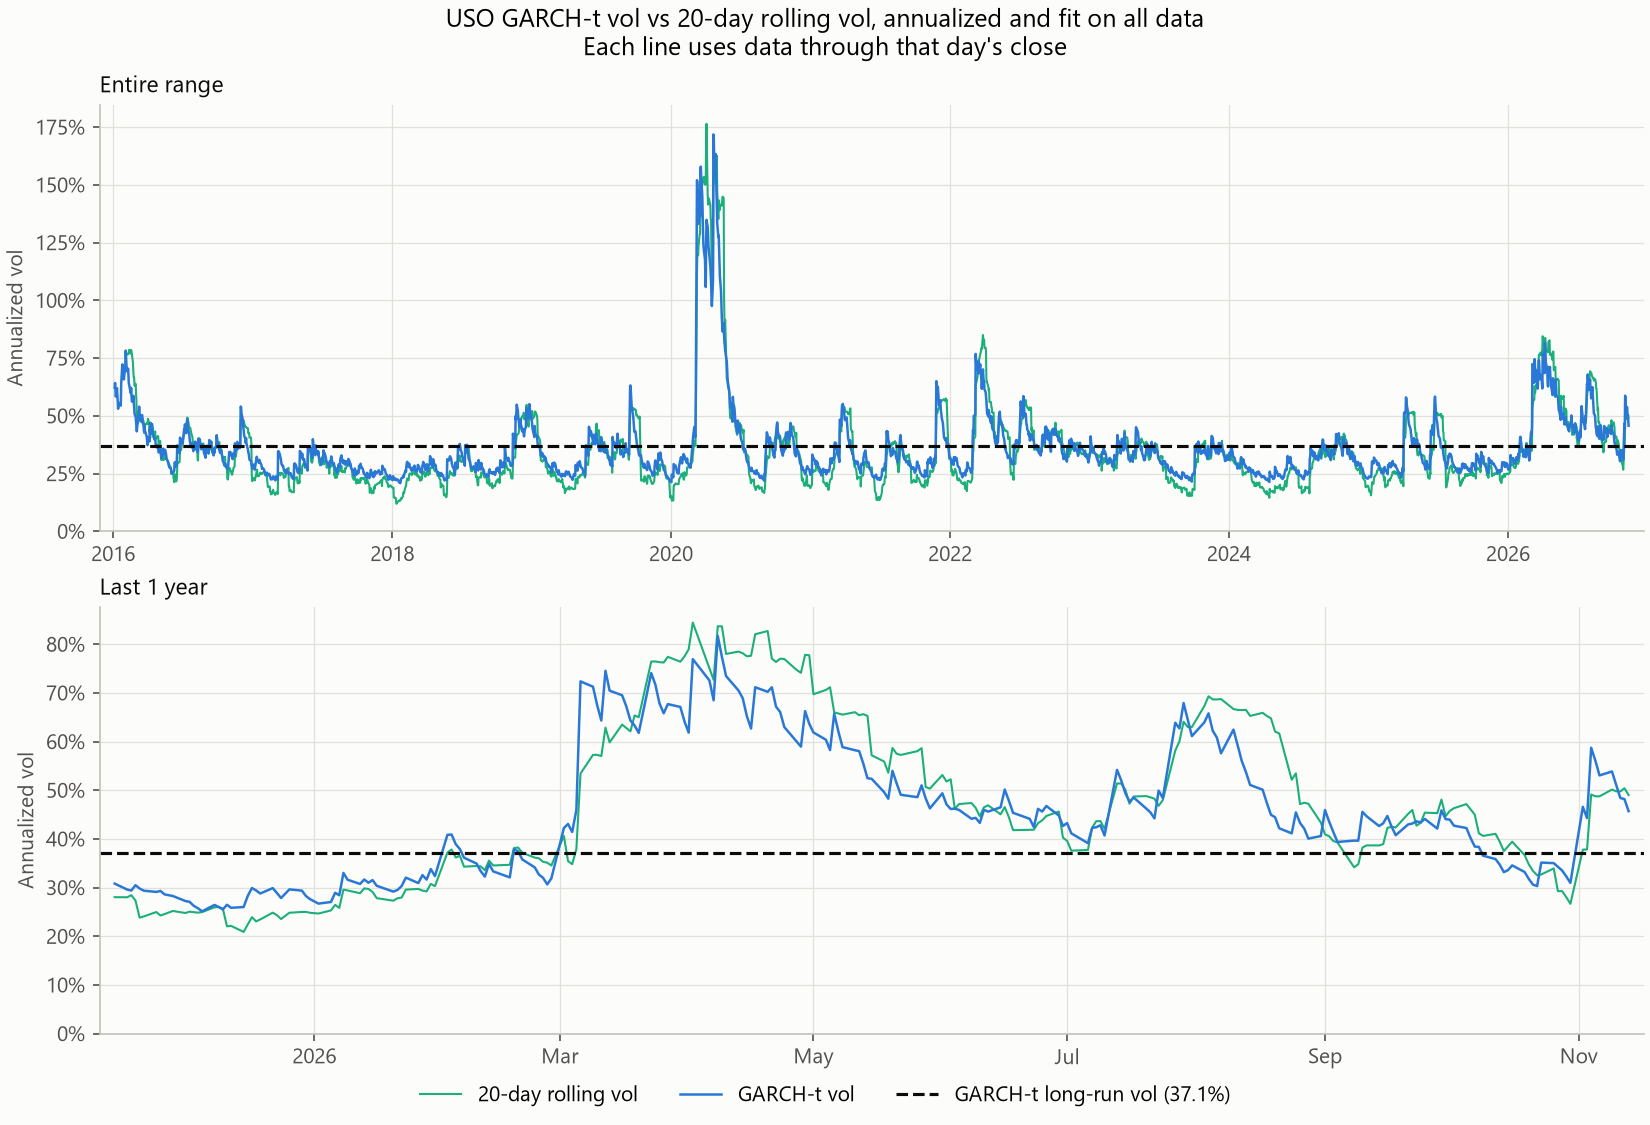 USO GARCH-t vol vs 20-day rolling vol, annualized and fit on all data
Each line uses data through that day's close
Entire range
Annualized vol
175%
150%
125%
100%
75%
50%
25%
0%
2016 2018 2020 2022 2024 2026
Last 1 year
Annualized vol
80%
70%
60%
50%
40%
30%
20%
10%
0%
2026 Mar May Jul Sep Nov
20-day rolling vol GARCH-t vol GARCH-t long-run vol (37.1%)